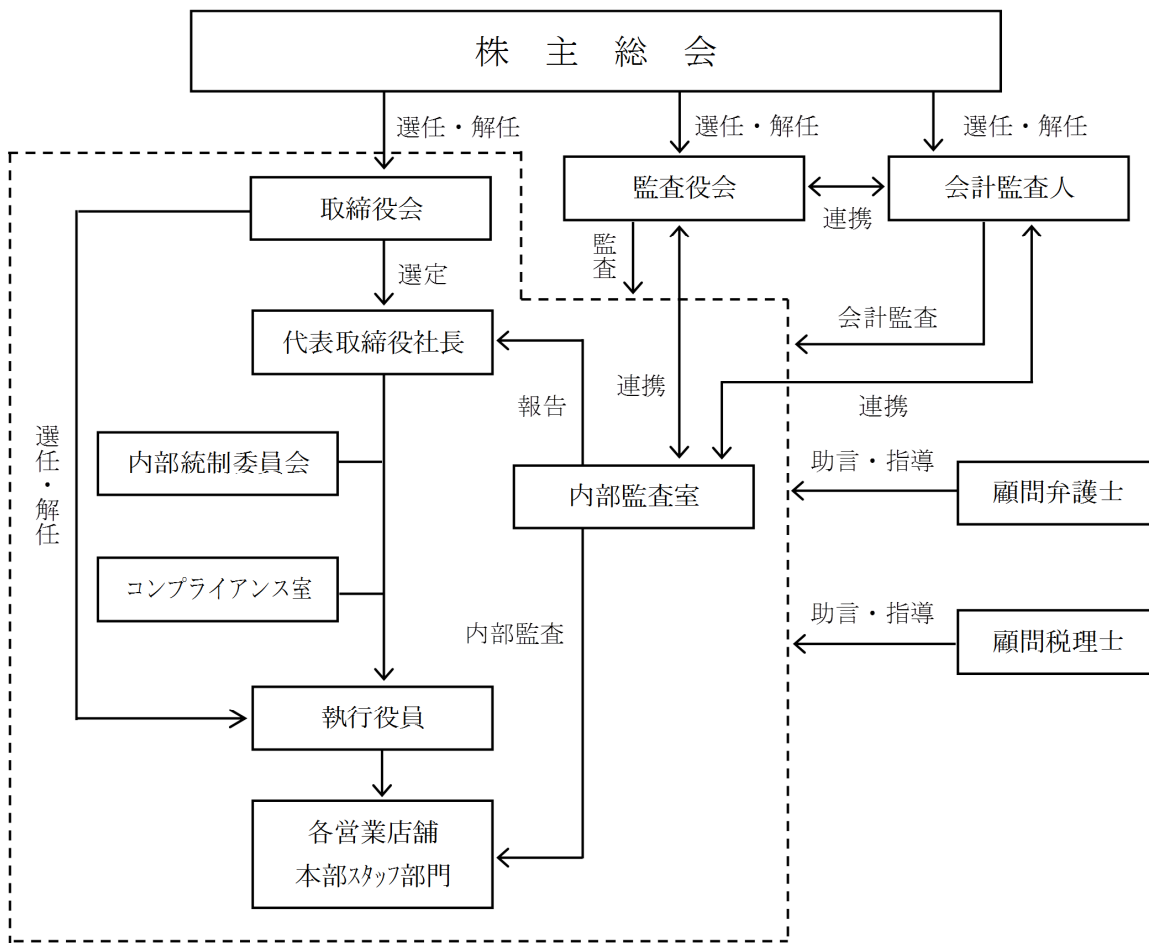 株主総会
選任・解任
選任・解任
選任・解任
取締役会
監査役会
会計監査人
連携
監査
選定
会計監査
代表取締役社長
報告
連携
連携
選任・解任
内部統制委員会
内部監査室
助言・指導
顧問弁護士
コンプライアンス室
内部監査
助言・指導
顧問税理士
執行役員
各営業店舗
本部ｽﾀｯﾌ部門